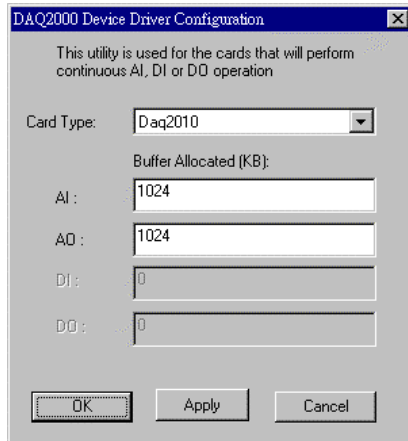 DAQ2000 Device Driver Configuration
This utility is used for the cards that will perform
continuous AI, DI or DO operation
Card Type: Daq2010
Buffer Allocated (KB):
AI : 1024
AO : 1024
DI : 0
DO : 0
OK Apply Cancel